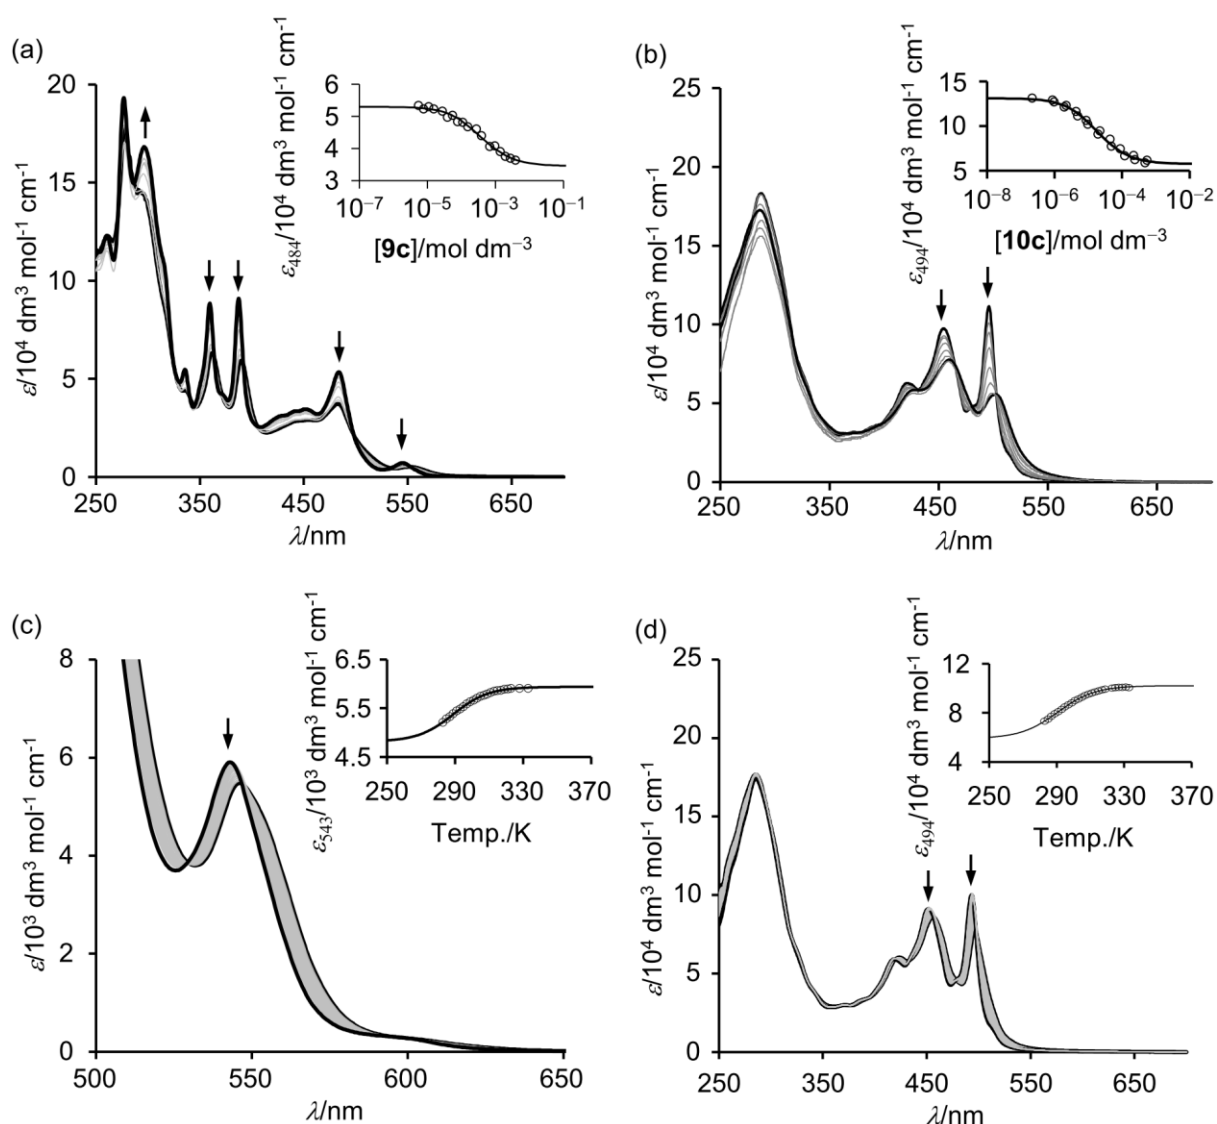 (a)
20
15
10
5
0
250 350 450 550 650
ε/10⁴ dm³ mol⁻¹ cm⁻¹
λ/nm
6
5
4
3
10⁻⁷ 10⁻⁵ 10⁻³ 10⁻¹
ε₄₈₄/10⁴ dm³ mol⁻¹ cm⁻¹
[9c]/mol dm⁻³
(b)
25
20
15
10
5
0
250 350 450 550 650
ε/10⁴ dm³ mol⁻¹ cm⁻¹
λ/nm
15
10
5
10⁻⁸ 10⁻⁶ 10⁻⁴ 10⁻²
ε₄₉₄/10⁴ dm³ mol⁻¹ cm⁻¹
[10c]/mol dm⁻³
(c)
8
6
4
2
0
500 550 600 650
ε/10³ dm³ mol⁻¹ cm⁻¹
λ/nm
6.5
5.5
4.5
250 290 330 370
ε₅₄₃/10³ dm³ mol⁻¹ cm⁻¹
Temp./K
(d)
25
20
15
10
5
0
250 350 450 550 650
ε/10⁴ dm³ mol⁻¹ cm⁻¹
λ/nm
12
8
4
250 290 330 370
ε₄₉₄/10⁴ dm³ mol⁻¹ cm⁻¹
Temp./K